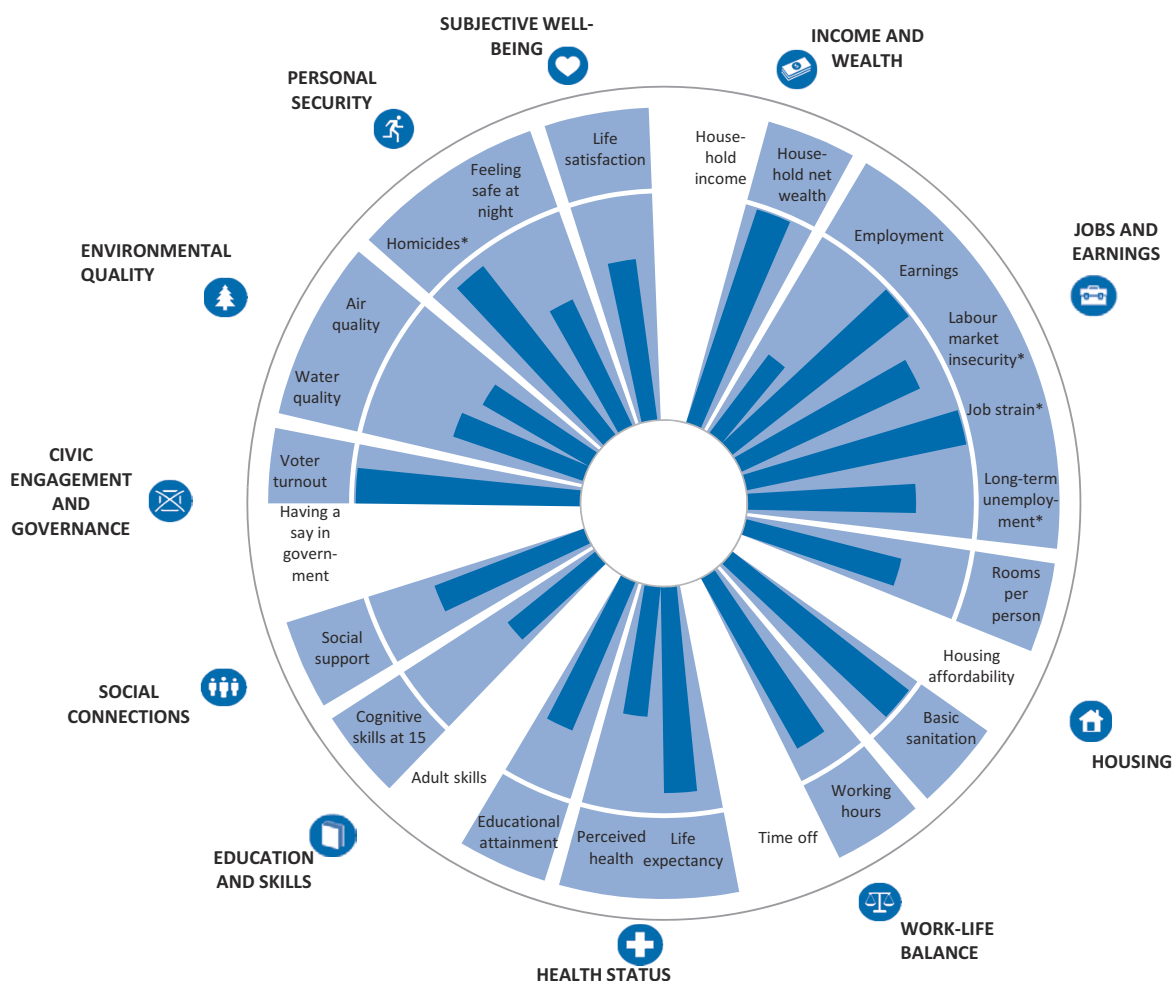 SUBJECTIVE WELL-
BEING
INCOME AND
WEALTH
PERSONAL
SECURITY
Life
satisfaction
House-
hold
income
House-
hold net
wealth
Feeling
safe at
night
Homicides*
Employment
Earnings
JOBS AND
EARNINGS
ENVIRONMENTAL
QUALITY
Air
quality
Labour
market
insecurity*
Water
quality
Job strain*
CIVIC
ENGAGEMENT
AND
GOVERNANCE
Voter
turnout
Having a
say in
govern-
ment
Long-term
unemploy-
ment*
Rooms
per
person
Social
support
Housing
affordability
SOCIAL
CONNECTIONS
Cognitive
skills at 15
Basic
sanitation
HOUSING
Adult skills
Working
hours
Educational
attainment
Perceived
health
Life
expectancy
Time off
EDUCATION
AND SKILLS
WORK-LIFE
BALANCE
HEALTH STATUS